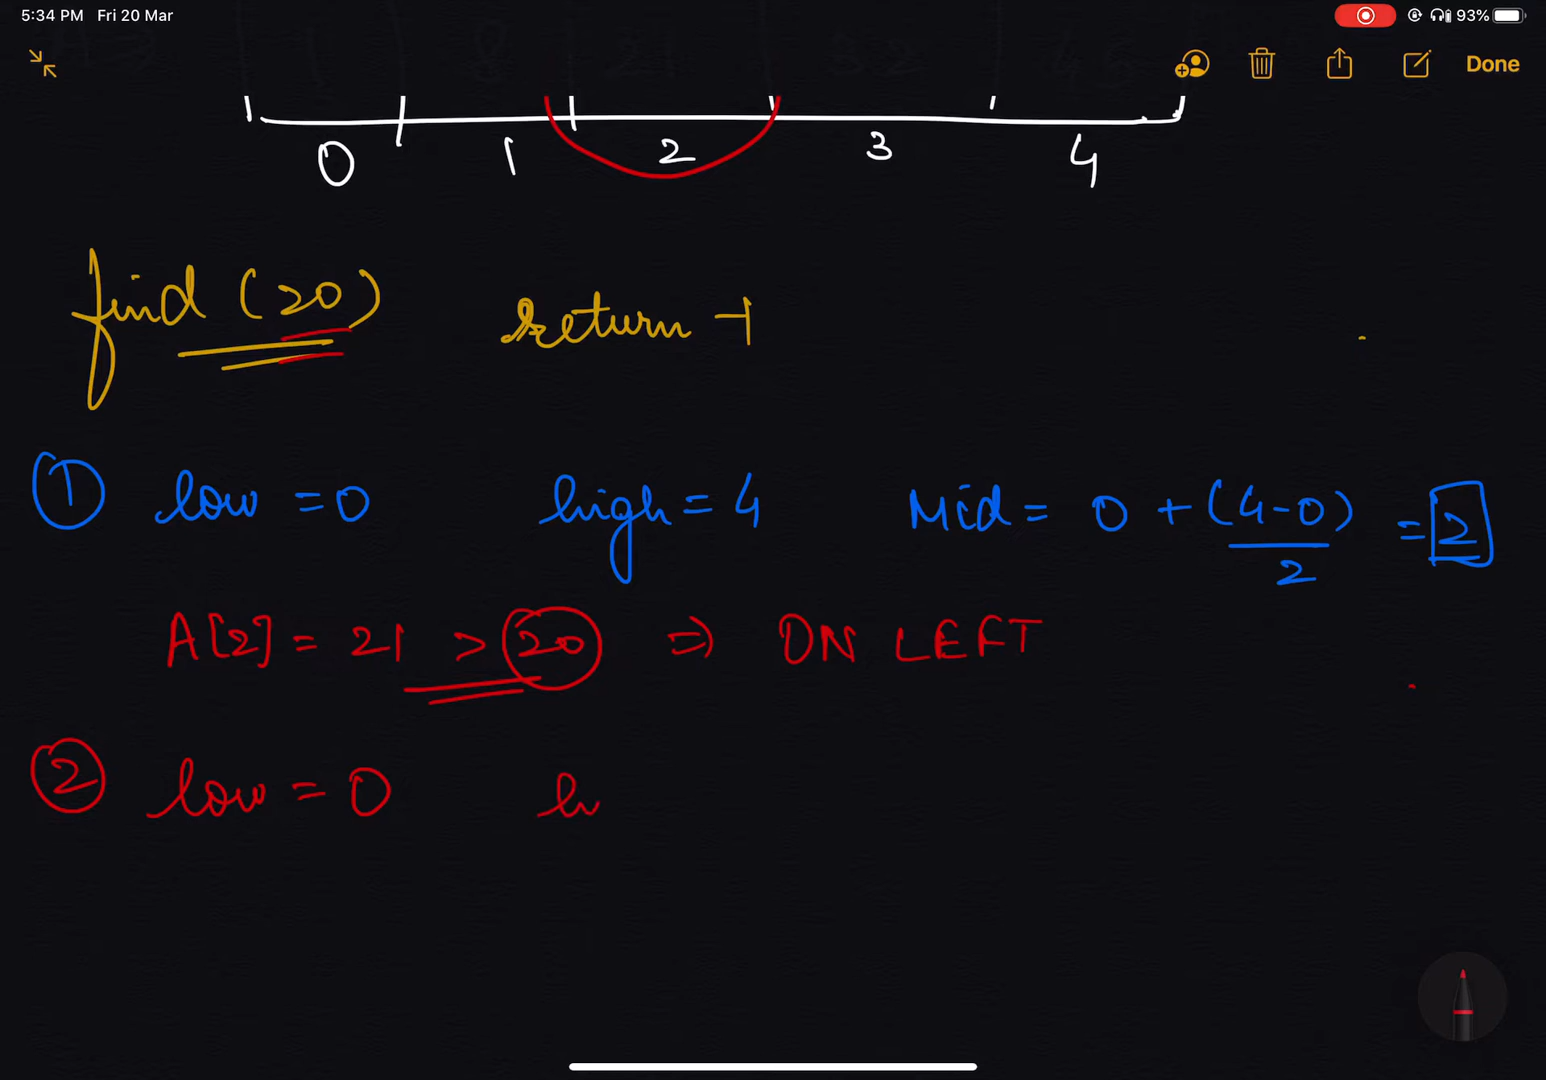 5:34 PM Fri 20 Mar 93%
Done
0 1 2 3 4
find (20) return -1
① low = 0 high = 4 Mid = 0 + (4-0) = 2
2
A[2] = 21 > 20 => ON LEFT
② low = 0